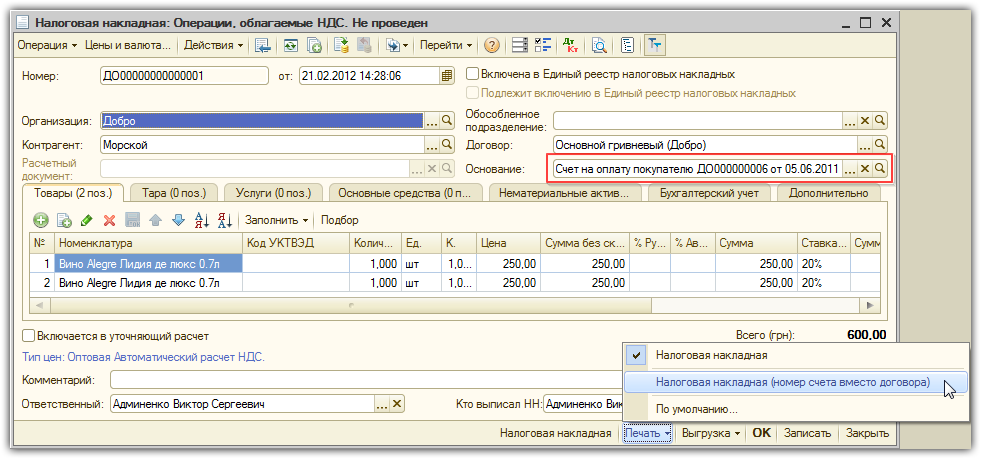 Налоговая накладная: Операции, облагаемые НДС. Не проведен
Операция Цены и валюта... Действия Перейти ? Дт Кт Тт
Номер: ДО00000000000001 от: 21.02.2012 14:28:06 Включена в Единый реестр налоговых накладных
Подлежит включению в Единый реестр налоговых накладных
Организация: Добро ... Обособленное подразделение: ...
Контрагент: Морской ... Договор: Основной гривневый (Добро) ...
Расчетный документ: ... Основание: Счет на оплату покупателю ДО000000006 от 05.06.2011 ...
Товары (2 поз.) Тара (0 поз.) Услуги (0 поз.) Основные средства (0 п... Нематериальные актив... Бухгалтерский учет Дополнительно
Заполнить Подбор
№ Номенклатура Код УКТВЭД Колич... Ед. К. Цена Сумма без ск... % Ру... % Ав... Сумма Ставка... Сумм
1 Вино Alegre Лидия де люкс 0.7л 1,000 шт 1,0... 250,00 250,00 250,00 20%
2 Вино Alegre Лидия де люкс 0.7л 1,000 шт 1,0... 250,00 250,00 250,00 20%
Включается в уточняющий расчет Всего (грн): 600,00
Тип цен: Оптовая Автоматический расчет НДС.
Комментарий:
Ответственный: Админенко Виктор Сергеевич ... Кто выписал НН: Админенко Вик
Налоговая накладная
Налоговая накладная (номер счета вместо договора)
По умолчанию...
Налоговая накладная Печать Выгрузка OK Записать Закрыть